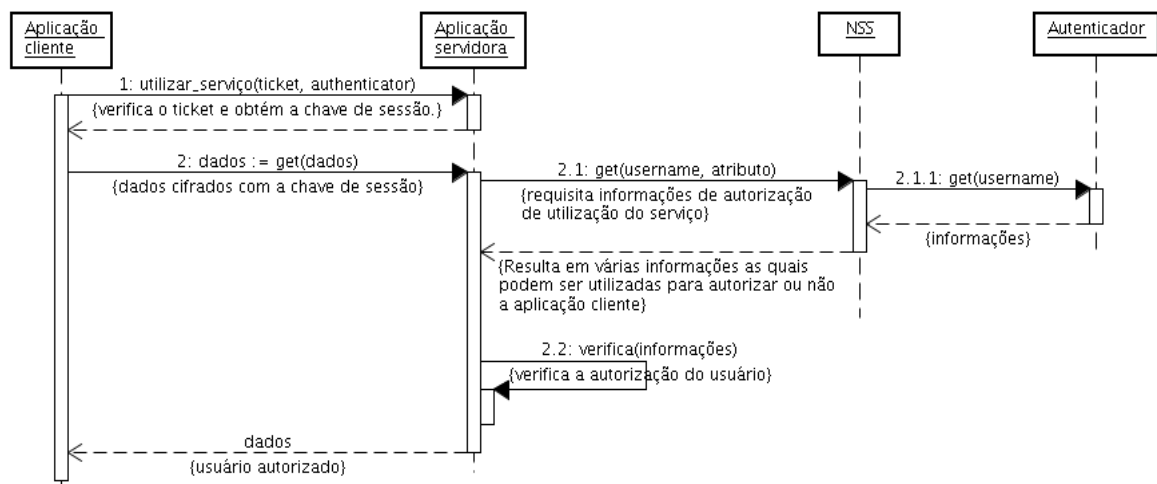 Aplicação
cliente
Aplicação
servidora
NSS
Autenticador
1: utilizar_serviço(ticket, authenticator)
{verifica o ticket e obtém a chave de sessão.}
2: dados := get(dados)
{dados cifrados com a chave de sessão}
2.1: get(username, atributo)
{requisita informações de autorização
de utilização do serviço}
2.1.1: get(username)
{informações}
{Resulta em várias informações as quais
podem ser utilizadas para autorizar ou não
a aplicação cliente}
2.2: verifica(informações)
{verifica a autorização do usuário}
dados
{usuário autorizado}